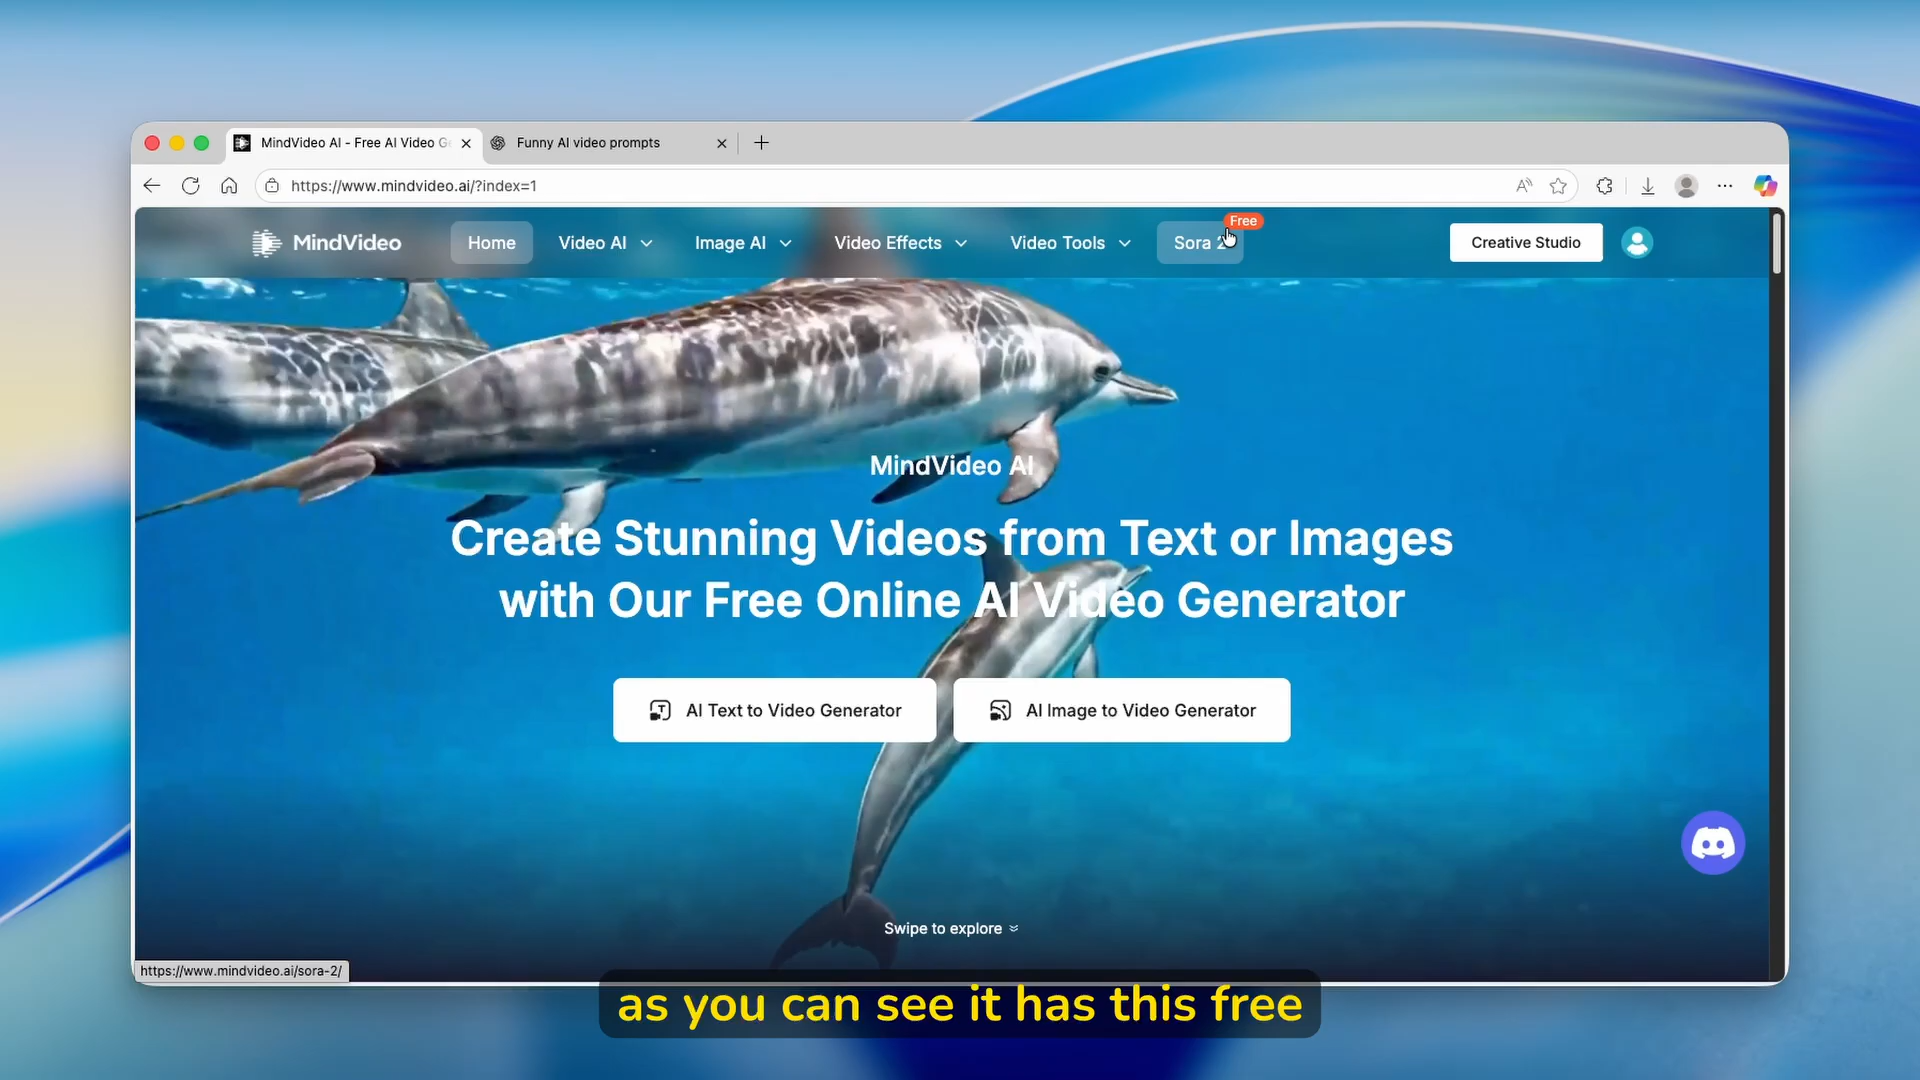 MindVideo AI - Free AI Video G
Funny AI video prompts
https://www.mindvideo.ai/?index=1
MindVideo
Home
Video AI
Image AI
Video Effects
Video Tools
Sora 2
Free
Creative Studio
MindVideo AI
Create Stunning Videos from Text or Images
with Our Free Online AI Video Generator
AI Text to Video Generator
AI Image to Video Generator
Swipe to explore
https://www.mindvideo.ai/sora-2/
as you can see it has this free